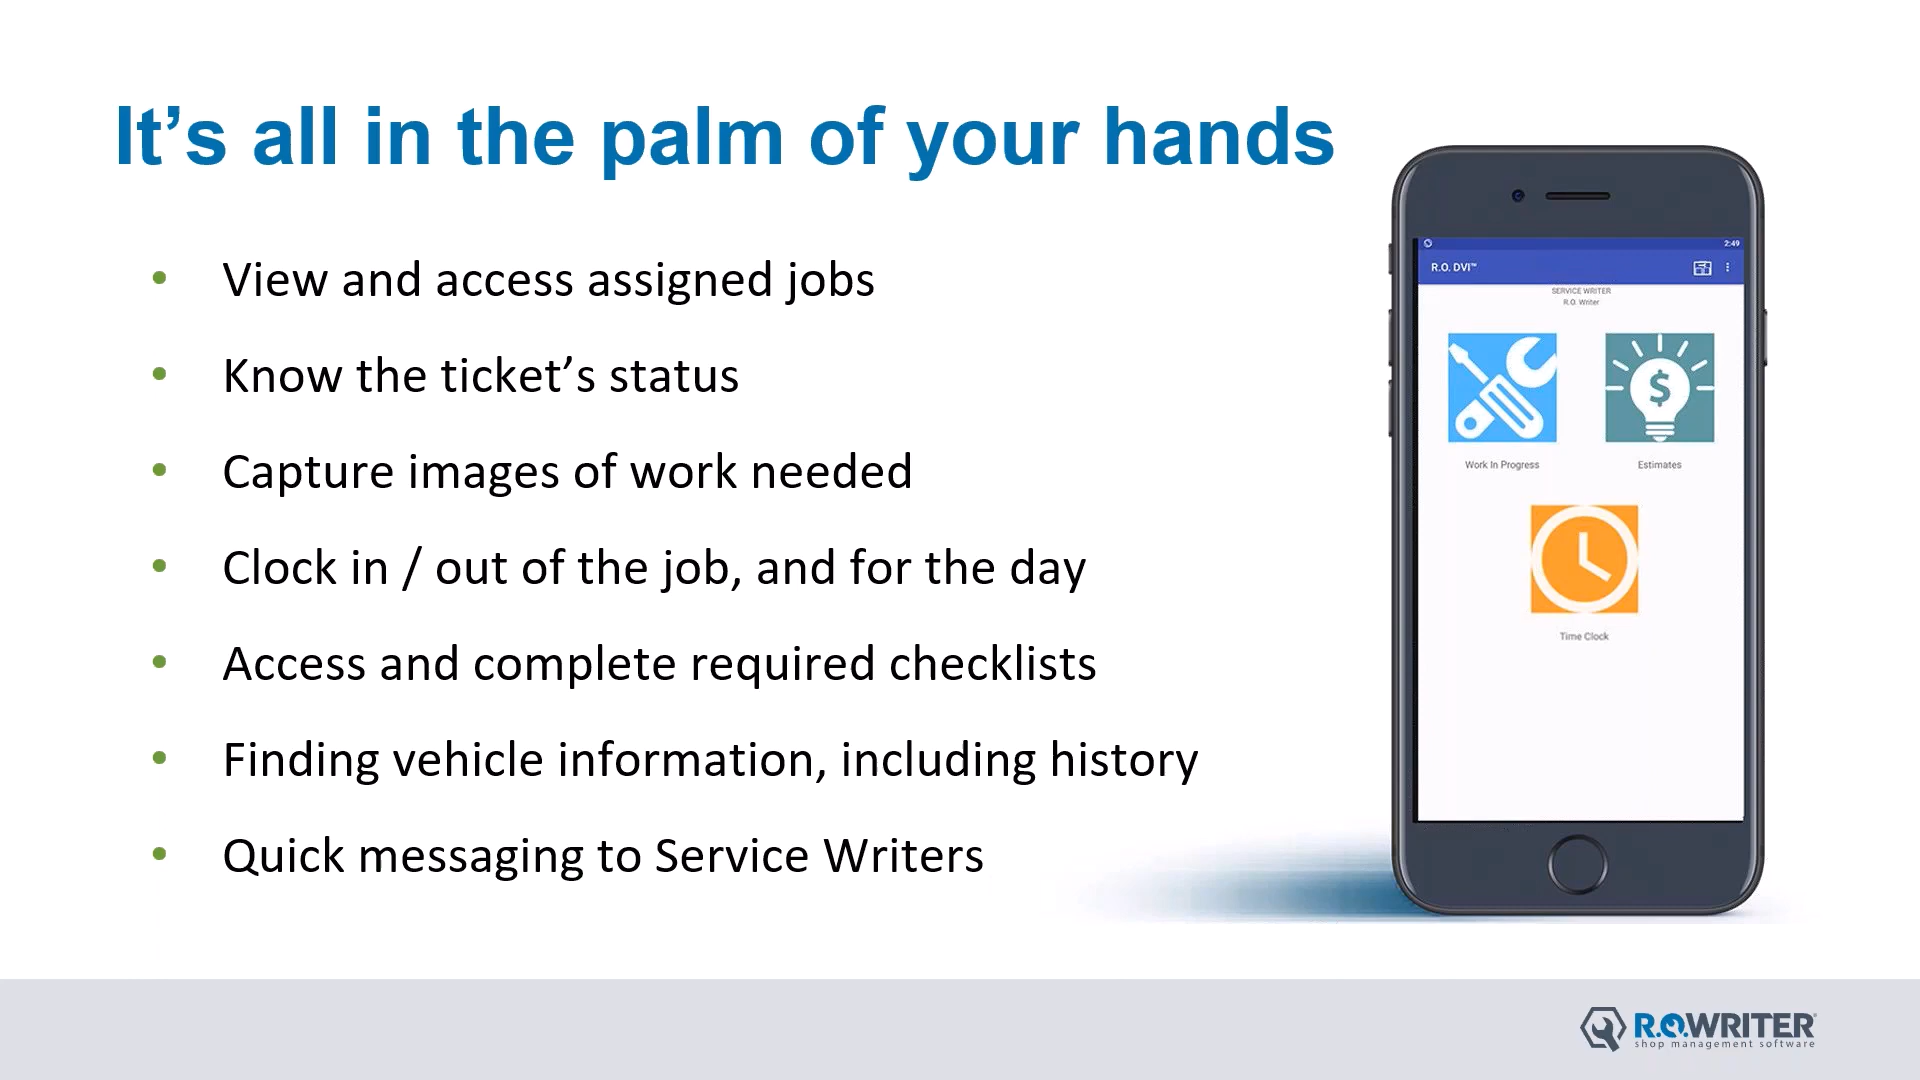 It’s all in the palm of your hands
• View and access assigned jobs
• Know the ticket’s status
• Capture images of work needed
• Clock in / out of the job, and for the day
• Access and complete required checklists
• Finding vehicle information, including history
• Quick messaging to Service Writers
2:49
R.O. DVI™
SERVICE WRITER
R.O. Writer
Work In Progress
Estimates
$
Time Clock
R.O.WRITER
shop management software